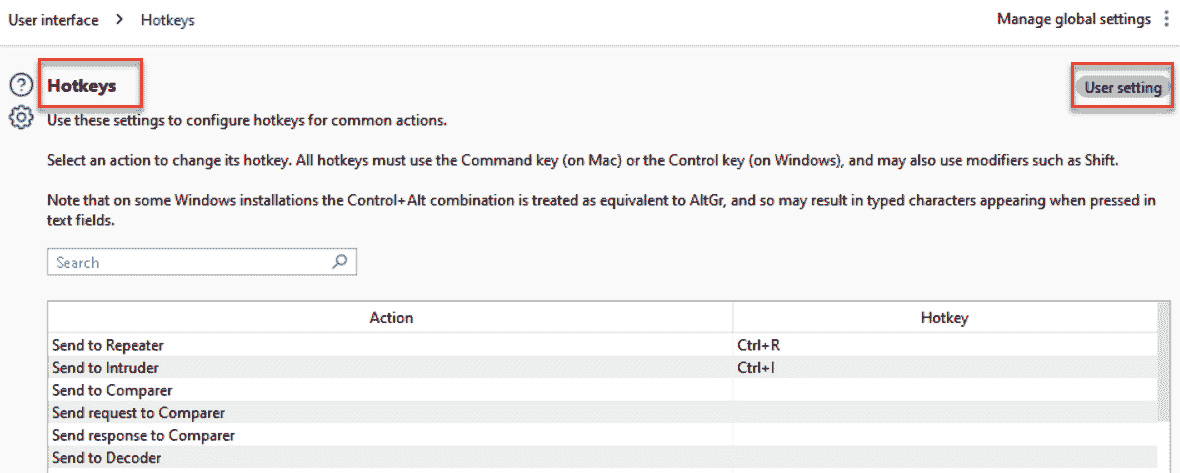 User interface > Hotkeys
Manage global settings
Hotkeys
User setting
Use these settings to configure hotkeys for common actions.
Select an action to change its hotkey. All hotkeys must use the Command key (on Mac) or the Control key (on Windows), and may also use modifiers such as Shift.
Note that on some Windows installations the Control+Alt combination is treated as equivalent to AltGr, and so may result in typed characters appearing when pressed in
text fields.
Search
Action Hotkey
Send to Repeater Ctrl+R
Send to Intruder Ctrl+I
Send to Comparer
Send request to Comparer
Send response to Comparer
Send to Decoder